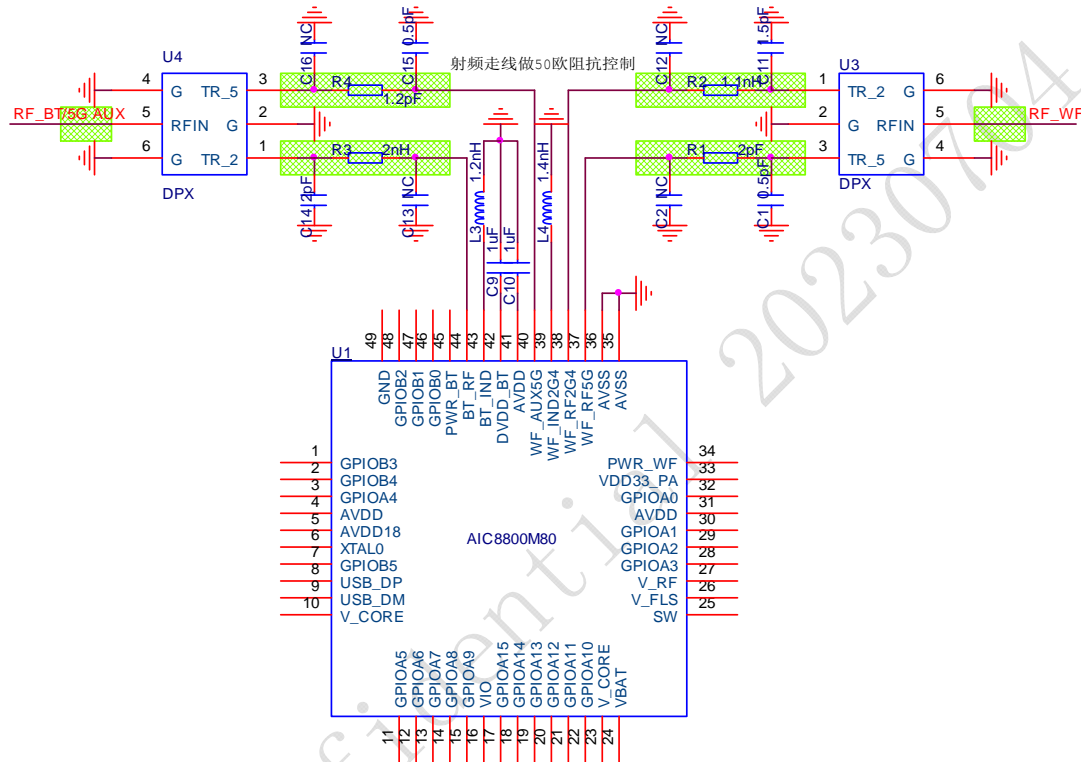 C16 NC
C15 0.5pF
C12 NC
C11 1.5pF
射频走线做50欧阻抗控制
U4
DPX
4 G
5 RFIN
6 G
TR_5 3
G 2
TR_2 1
RF_BT/5G AUX
R4
1.2pF
R3 2nH
C14 2pF
C13 NC
R2 1.1nH
R1 2pF
C2 NC
C1 0.5pF
U3
DPX
1 TR_2
2 G
3 TR_5
G 6
RFIN 5
G 4
RF_WF
L3 1.2nH
C9 1uF
C10 1uF
L4 1.4nH
U1
AIC8800M80
49 GND
48 GPIOB2
47 GPIOB1
46 GPIOB0
45 PWR_BT
44 BT_RF
43 BT_IND
42 DVDD_BT
41 AVDD
40 WF_AUX5G
39 WF_IND2G4
38 WF_RF2G4
37 WF_RF5G
36 AVSS
35 AVSS
1 GPIOB3
2 GPIOB4
3 GPIOA4
4 AVDD
5 AVDD18
6 XTAL0
7 GPIOB5
8 USB_DP
9 USB_DM
10 V_CORE
PWR_WF 34
VDD33_PA 33
GPIOA0 32
AVDD 31
GPIOA1 30
GPIOA2 29
GPIOA3 28
V_RF 27
V_FLS 26
SW 25
GPIOA5 11
GPIOA6 12
GPIOA7 13
GPIOA8 14
GPIOA9 15
VIO 16
GPIOA15 17
GPIOA14 18
GPIOA13 19
GPIOA12 20
GPIOA11 21
GPIOA10 22
V_CORE 23
VBAT 24
fidential 20230704